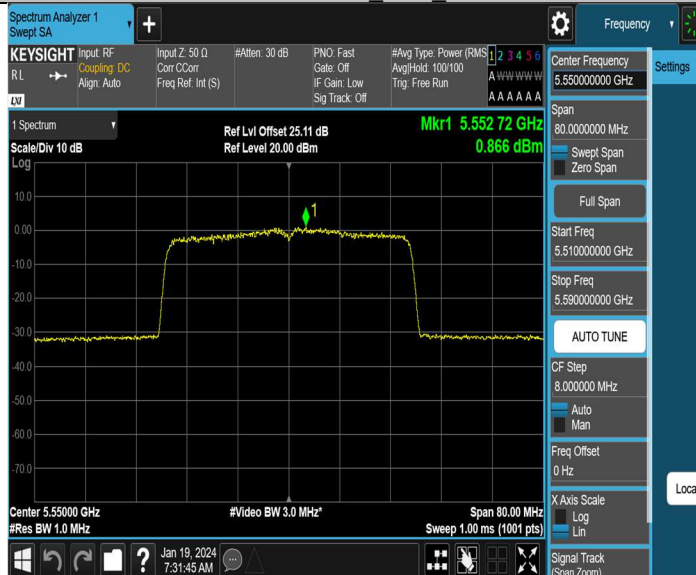 Spectrum Analyzer 1
Swept SA
Frequency
KEYSIGHT
RL
LXI
Input: RF
Coupling: DC
Align: Auto
Input Z: 50 Ω
Corr CCorr
Freq Ref: Int (S)
#Atten: 30 dB
PNO: Fast
Gate: Off
IF Gain: Low
Sig Track: Off
#Avg Type: Power (RMS
Avg|Hold: 100/100
Trig: Free Run
1 2 3 4 5 6
A W W W W W
A A A A A A
1 Spectrum
Scale/Div 10 dB
Log
Ref Lvl Offset 25.11 dB
Ref Level 20.00 dBm
Mkr1 5.552 72 GHz
0.866 dBm
1
10.0
0.00
-10.0
-20.0
-30.0
-40.0
-50.0
-60.0
-70.0
Center 5.55000 GHz
#Res BW 1.0 MHz
#Video BW 3.0 MHz*
Span 80.00 MHz
Sweep 1.00 ms (1001 pts)
Jan 19, 2024
7:31:45 AM
Center Frequency
5.550000000 GHz
Span
80.0000000 MHz
Swept Span
Zero Span
Full Span
Start Freq
5.510000000 GHz
Stop Freq
5.590000000 GHz
AUTO TUNE
CF Step
8.000000 MHz
Auto
Man
Freq Offset
0 Hz
X Axis Scale
Log
Lin
Signal Track
(Span Zoom)
Settings
Loca